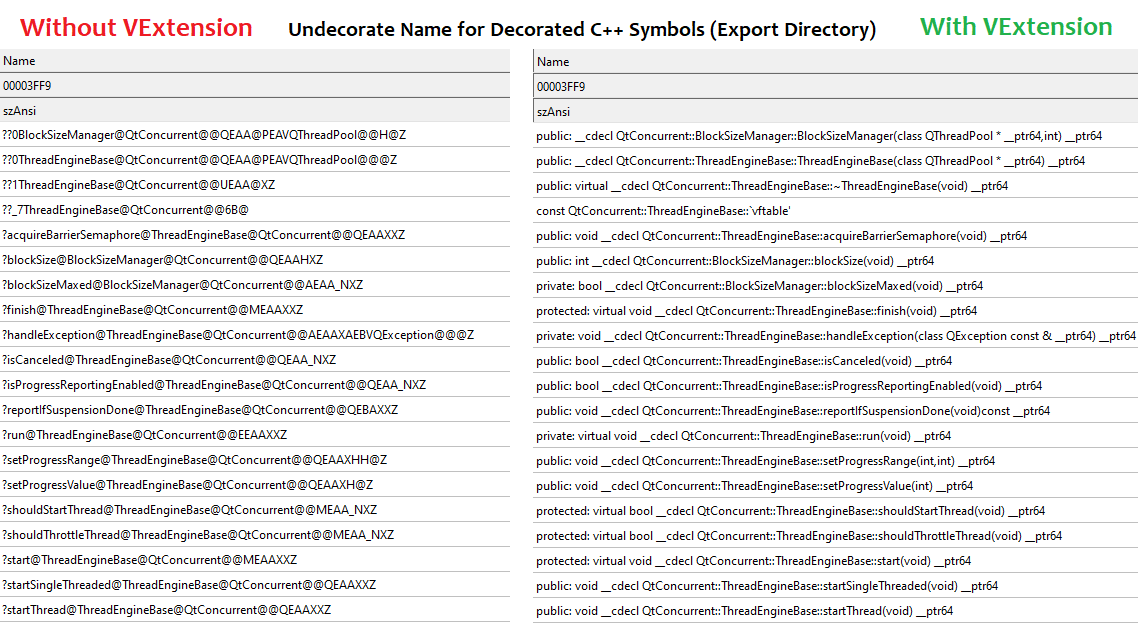 Without VExtension
Undecorate Name for Decorated C++ Symbols (Export Directory)
With VExtension
Name
00003FF9
szAnsi
??0BlockSizeManager@QtConcurrent@@QEAA@PEAVQThreadPool@@H@Z
??0ThreadEngineBase@QtConcurrent@@QEAA@PEAVQThreadPool@@@Z
??1ThreadEngineBase@QtConcurrent@@UEAA@XZ
??_7ThreadEngineBase@QtConcurrent@@6B@
?acquireBarrierSemaphore@ThreadEngineBase@QtConcurrent@@QEAAXXZ
?blockSize@BlockSizeManager@QtConcurrent@@QEAAHXZ
?blockSizeMaxed@BlockSizeManager@QtConcurrent@@AEAA_NXZ
?finish@ThreadEngineBase@QtConcurrent@@MEAAXXZ
?handleException@ThreadEngineBase@QtConcurrent@@AEAAXAEBVQException@@@Z
?isCanceled@ThreadEngineBase@QtConcurrent@@QEAA_NXZ
?isProgressReportingEnabled@ThreadEngineBase@QtConcurrent@@QEAA_NXZ
?reportIfSuspensionDone@ThreadEngineBase@QtConcurrent@@QEBAXXZ
?run@ThreadEngineBase@QtConcurrent@@EEAAXXZ
?setProgressRange@ThreadEngineBase@QtConcurrent@@QEAAXHH@Z
?setProgressValue@ThreadEngineBase@QtConcurrent@@QEAAXH@Z
?shouldStartThread@ThreadEngineBase@QtConcurrent@@MEAA_NXZ
?shouldThrottleThread@ThreadEngineBase@QtConcurrent@@MEAA_NXZ
?start@ThreadEngineBase@QtConcurrent@@MEAAXXZ
?startSingleThreaded@ThreadEngineBase@QtConcurrent@@QEAAXXZ
?startThread@ThreadEngineBase@QtConcurrent@@QEAAXXZ
Name
00003FF9
szAnsi
public: __cdecl QtConcurrent::BlockSizeManager::BlockSizeManager(class QThreadPool * __ptr64,int) __ptr64
public: __cdecl QtConcurrent::ThreadEngineBase::ThreadEngineBase(class QThreadPool * __ptr64) __ptr64
public: virtual __cdecl QtConcurrent::ThreadEngineBase::~ThreadEngineBase(void) __ptr64
const QtConcurrent::ThreadEngineBase::`vftable'
public: void __cdecl QtConcurrent::ThreadEngineBase::acquireBarrierSemaphore(void) __ptr64
public: int __cdecl QtConcurrent::BlockSizeManager::blockSize(void) __ptr64
private: bool __cdecl QtConcurrent::BlockSizeManager::blockSizeMaxed(void) __ptr64
protected: virtual void __cdecl QtConcurrent::ThreadEngineBase::finish(void) __ptr64
private: void __cdecl QtConcurrent::ThreadEngineBase::handleException(class QException const & __ptr64) __ptr64
public: bool __cdecl QtConcurrent::ThreadEngineBase::isCanceled(void) __ptr64
public: bool __cdecl QtConcurrent::ThreadEngineBase::isProgressReportingEnabled(void) __ptr64
public: void __cdecl QtConcurrent::ThreadEngineBase::reportIfSuspensionDone(void)const __ptr64
private: virtual void __cdecl QtConcurrent::ThreadEngineBase::run(void) __ptr64
public: void __cdecl QtConcurrent::ThreadEngineBase::setProgressRange(int,int) __ptr64
public: void __cdecl QtConcurrent::ThreadEngineBase::setProgressValue(int) __ptr64
protected: virtual bool __cdecl QtConcurrent::ThreadEngineBase::shouldStartThread(void) __ptr64
protected: virtual bool __cdecl QtConcurrent::ThreadEngineBase::shouldThrottleThread(void) __ptr64
protected: virtual void __cdecl QtConcurrent::ThreadEngineBase::start(void) __ptr64
public: void __cdecl QtConcurrent::ThreadEngineBase::startSingleThreaded(void) __ptr64
public: void __cdecl QtConcurrent::ThreadEngineBase::startThread(void) __ptr64